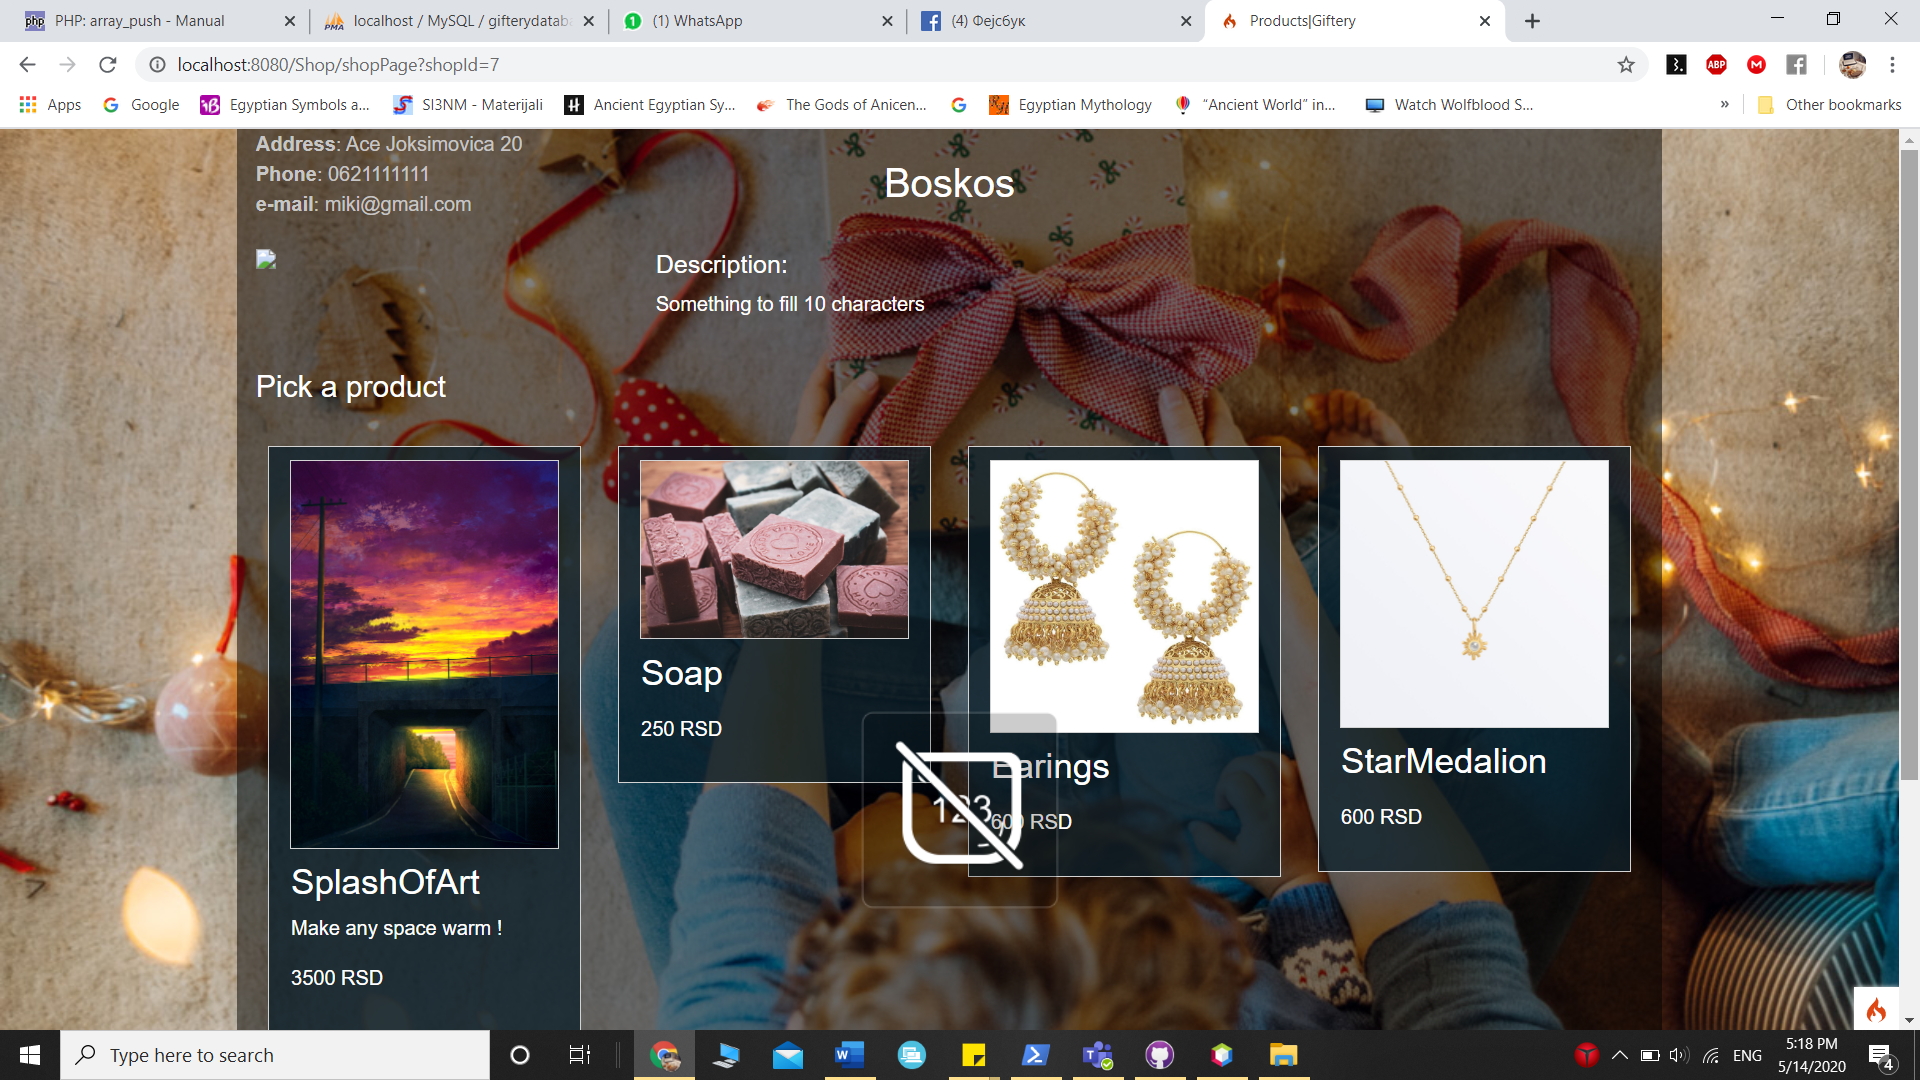 PHP: array_push - Manual
localhost / MySQL / gifterydatab
(1) WhatsApp
(4) Фејсбук
Products|Giftery
localhost:8080/Shop/shopPage?shopId=7
Apps
Google
Egyptian Symbols a...
SI3NM - Materijali
Ancient Egyptian Sy...
The Gods of Anicen...
Egyptian Mythology
“Ancient World” in...
Watch Wolfblood S...
»
Other bookmarks
Address: Ace Joksimovica 20
Phone: 0621111111
e-mail: miki@gmail.com
Boskos
Description:
Something to fill 10 characters
Pick a product
SplashOfArt
Make any space warm !
3500 RSD
Soap
250 RSD
Earings
600 RSD
StarMedalion
600 RSD
123
Type here to search
ENG
5:18 PM
5/14/2020
4